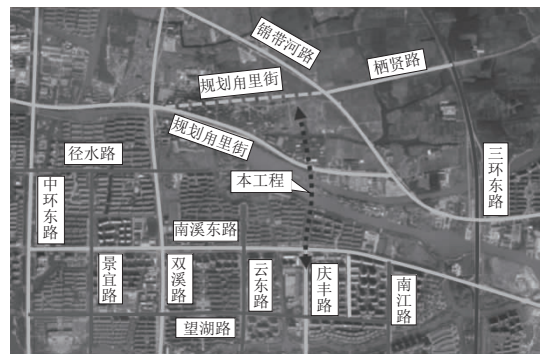 锦带河路
栖贤路
规划甪里街
规划甪里街
径水路
本工程
三环东路
中环东路
南溪东路
景宜路
双溪路
云东路
庆丰路
南江路
望湖路